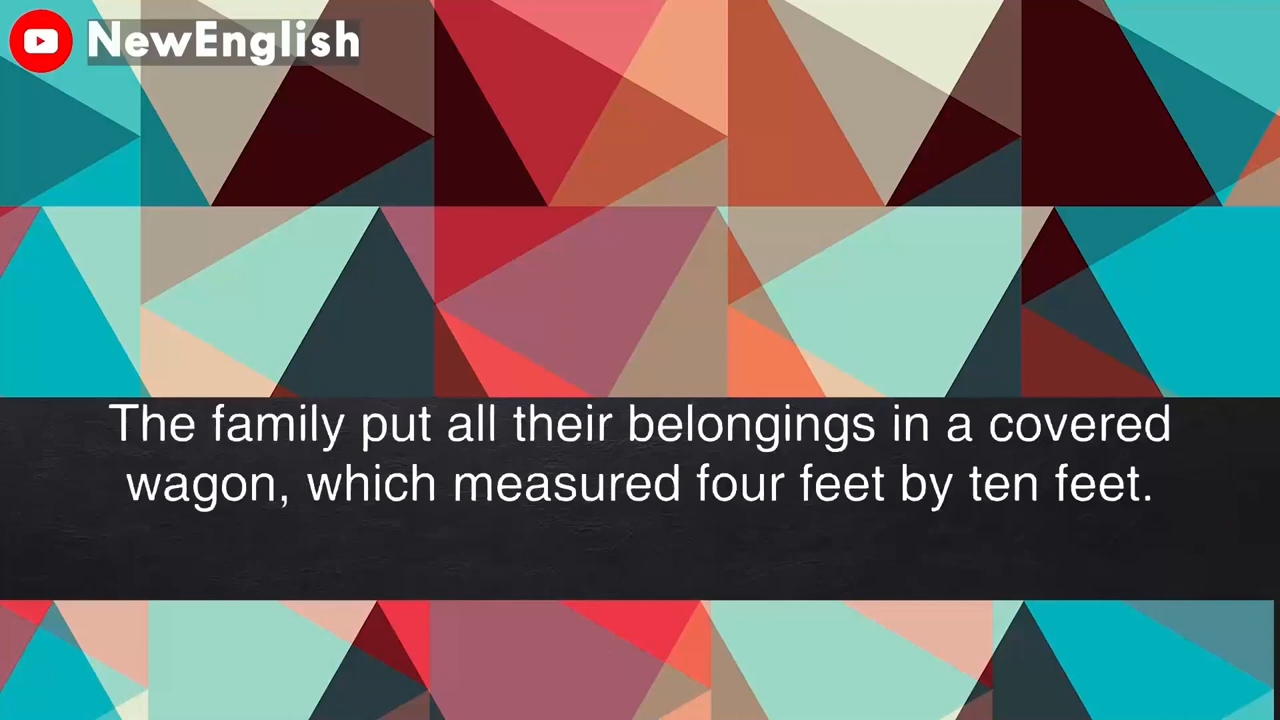 NewEnglish
The family put all their belongings in a covered
wagon, which measured four feet by ten feet.